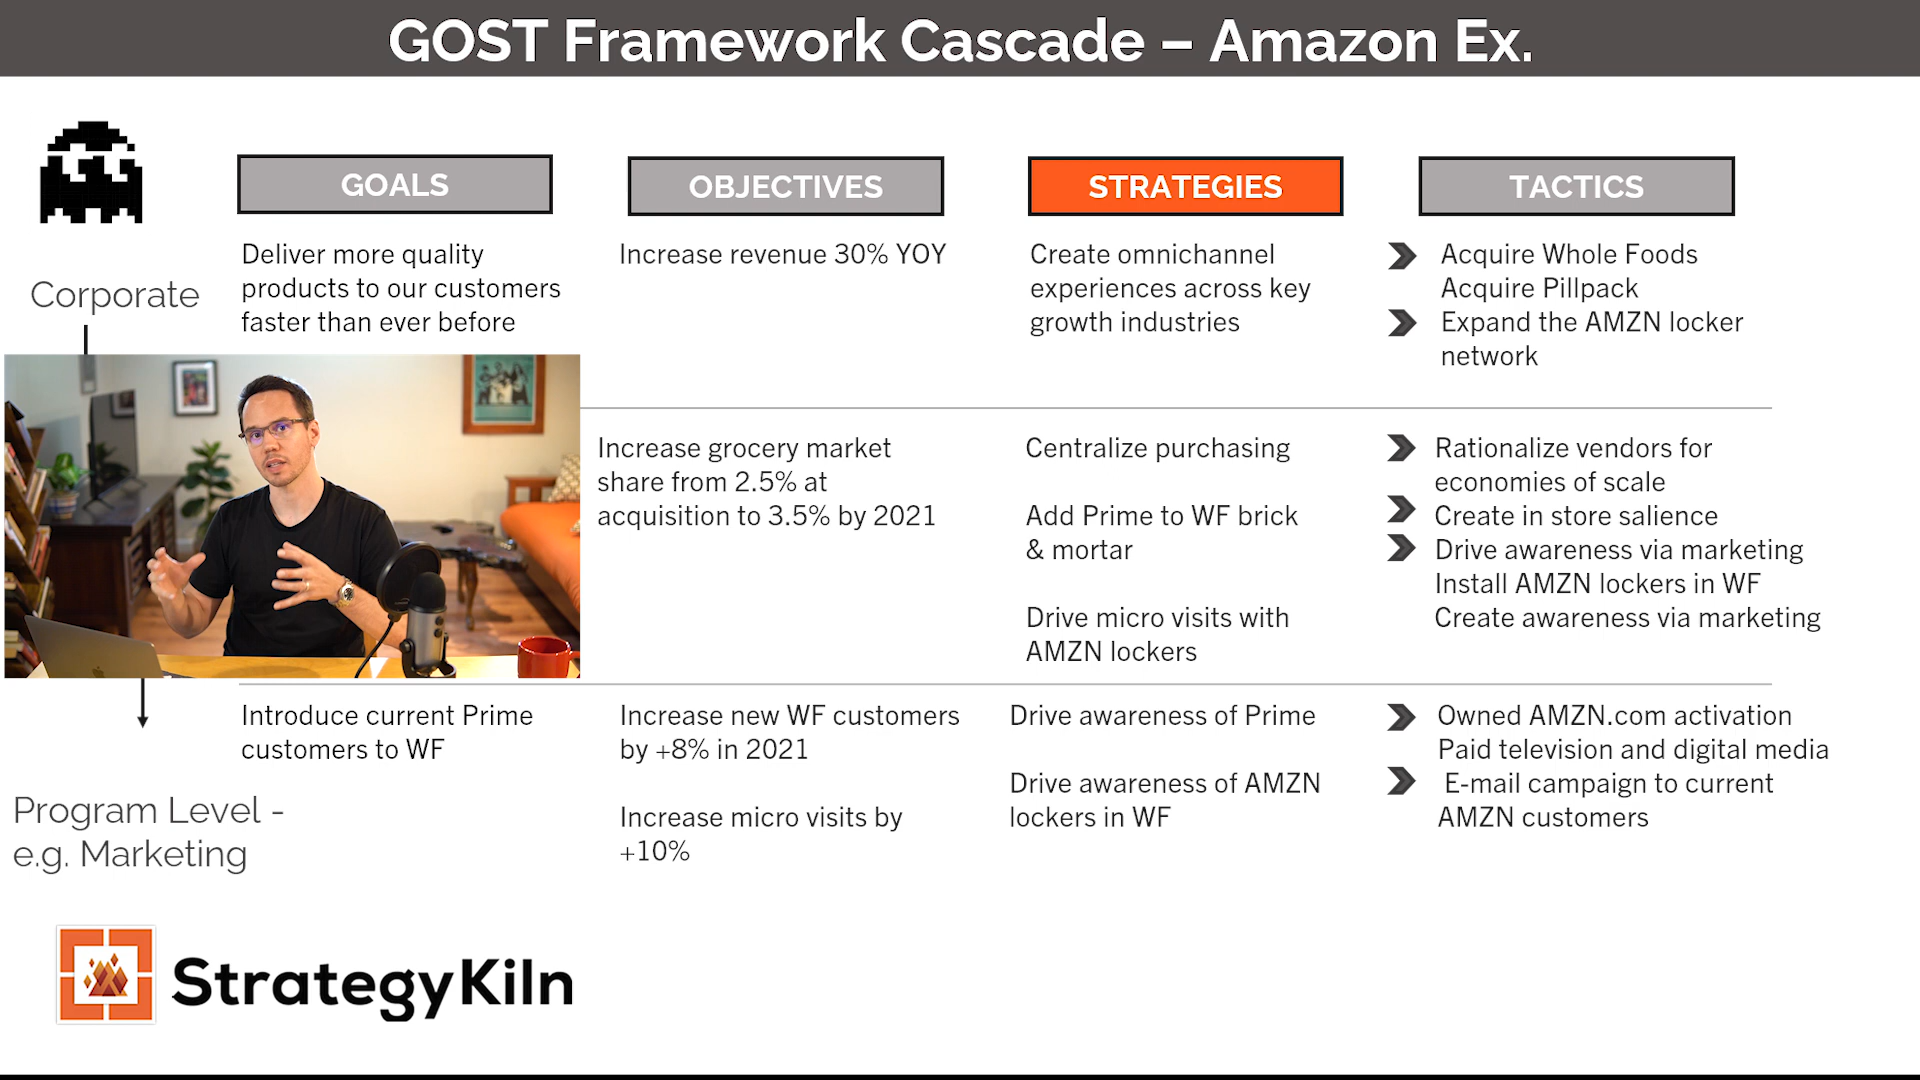 GOST Framework Cascade – Amazon Ex.
GOALS
OBJECTIVES
STRATEGIES
TACTICS
Corporate
Deliver more quality
products to our customers
faster than ever before
Increase revenue 30% YOY
Create omnichannel
experiences across key
growth industries
Acquire Whole Foods
Acquire Pillpack
Expand the AMZN locker
network
Increase grocery market
share from 2.5% at
acquisition to 3.5% by 2021
Centralize purchasing
Add Prime to WF brick
& mortar
Drive micro visits with
AMZN lockers
Rationalize vendors for
economies of scale
Create in store salience
Drive awareness via marketing
Install AMZN lockers in WF
Create awareness via marketing
Program Level -
e.g. Marketing
Introduce current Prime
customers to WF
Increase new WF customers
by +8% in 2021
Increase micro visits by
+10%
Drive awareness of Prime
Drive awareness of AMZN
lockers in WF
Owned AMZN.com activation
Paid television and digital media
E-mail campaign to current
AMZN customers
StrategyKiln